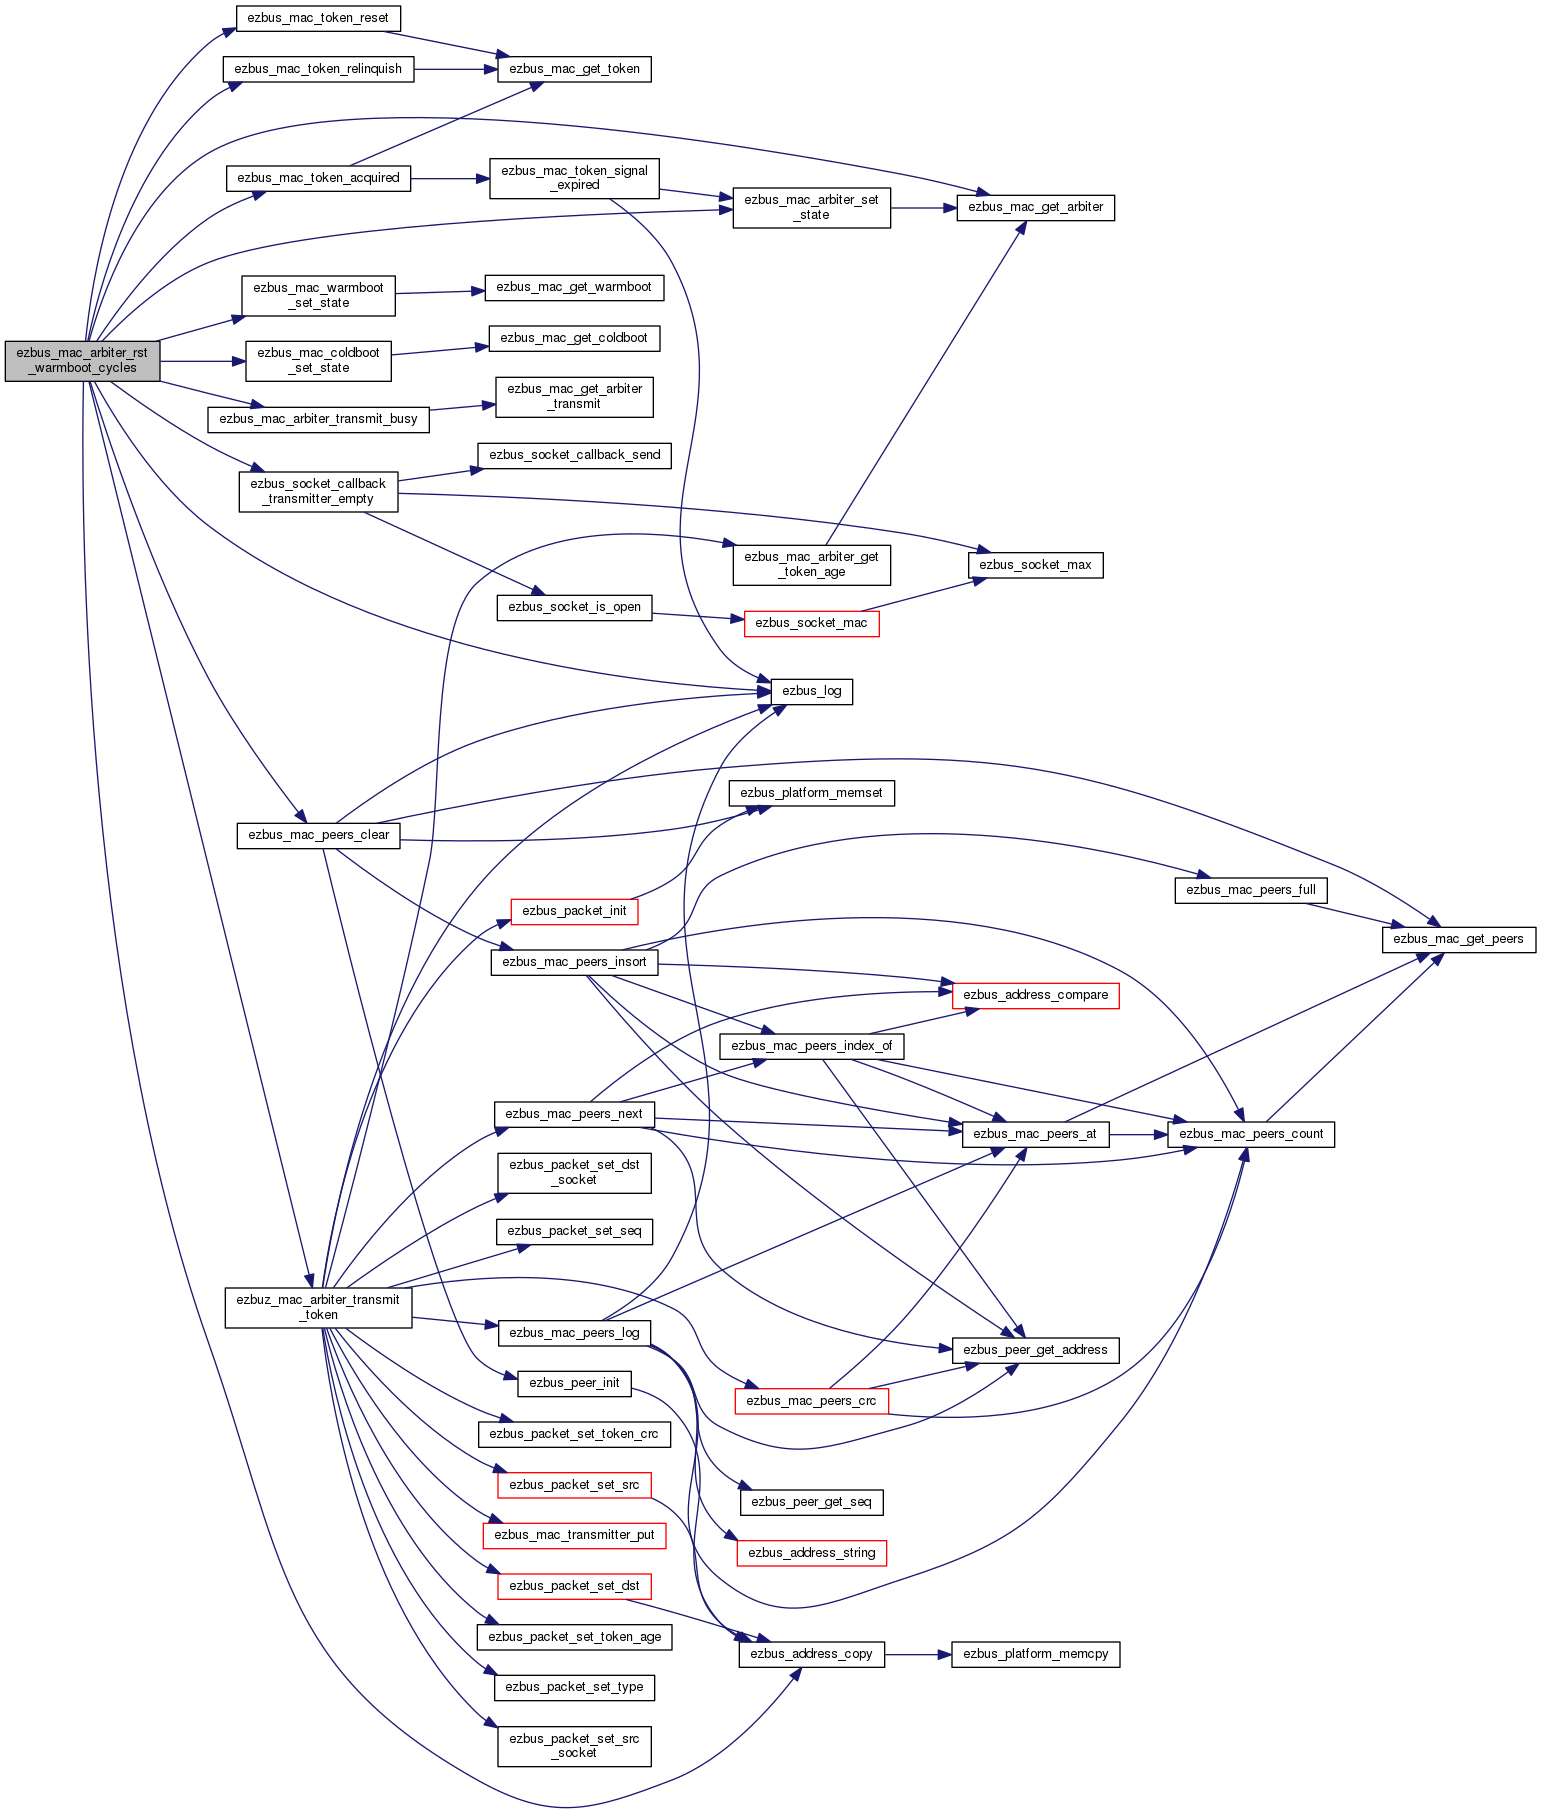 ezbus_mac_token_reset
ezbus_mac_token_relinquish
ezbus_mac_get_token
ezbus_mac_token_acquired
ezbus_mac_token_signal
_expired
ezbus_mac_arbiter_set
_state
ezbus_mac_get_arbiter
ezbus_mac_warmboot
_set_state
ezbus_mac_get_warmboot
ezbus_mac_arbiter_rst
_warmboot_cycles
ezbus_mac_coldboot
_set_state
ezbus_mac_get_coldboot
ezbus_mac_arbiter_transmit_busy
ezbus_mac_get_arbiter
_transmit
ezbus_socket_callback
_transmitter_empty
ezbus_socket_callback_send
ezbus_mac_arbiter_get
_token_age
ezbus_socket_max
ezbus_socket_is_open
ezbus_socket_mac
ezbus_log
ezbus_platform_memset
ezbus_mac_peers_clear
ezbus_mac_peers_full
ezbus_packet_init
ezbus_mac_get_peers
ezbus_mac_peers_insort
ezbus_address_compare
ezbus_mac_peers_index_of
ezbus_mac_peers_next
ezbus_mac_peers_at
ezbus_mac_peers_count
ezbus_packet_set_dst
_socket
ezbus_packet_set_seq
ezbuz_mac_arbiter_transmit
_token
ezbus_mac_peers_log
ezbus_peer_get_address
ezbus_peer_init
ezbus_mac_peers_crc
ezbus_packet_set_token_crc
ezbus_packet_set_src
ezbus_peer_get_seq
ezbus_mac_transmitter_put
ezbus_address_string
ezbus_packet_set_dst
ezbus_packet_set_token_age
ezbus_address_copy
ezbus_platform_memcpy
ezbus_packet_set_type
ezbus_packet_set_src
_socket